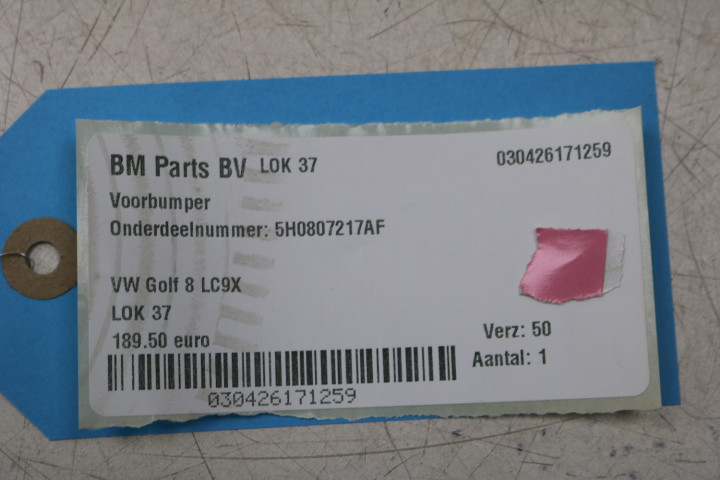 BM Parts BV LOK 37 030426171259
Voorbumper
Onderdeelnummer: 5H0807217AF
VW Golf 8 LC9X
LOK 37
189.50 euro
Verz: 50
Aantal: 1
030426171259